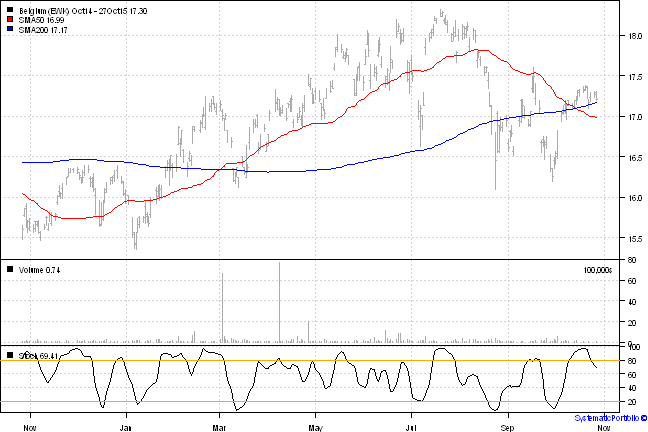 Belgium (EWK) Oct14 - 27Oct15 17.30
SMA50 16.99
SMA200 17.17
18.0
17.5
17.0
16.5
16.0
15.5
80
Volume 0.74
100,000s
60
40
20
0
100
Stoch 69.41
80
60
40
20
SystematicPortfolio ©
Nov
Jan
Mar
May
Jul
Sep
Nov